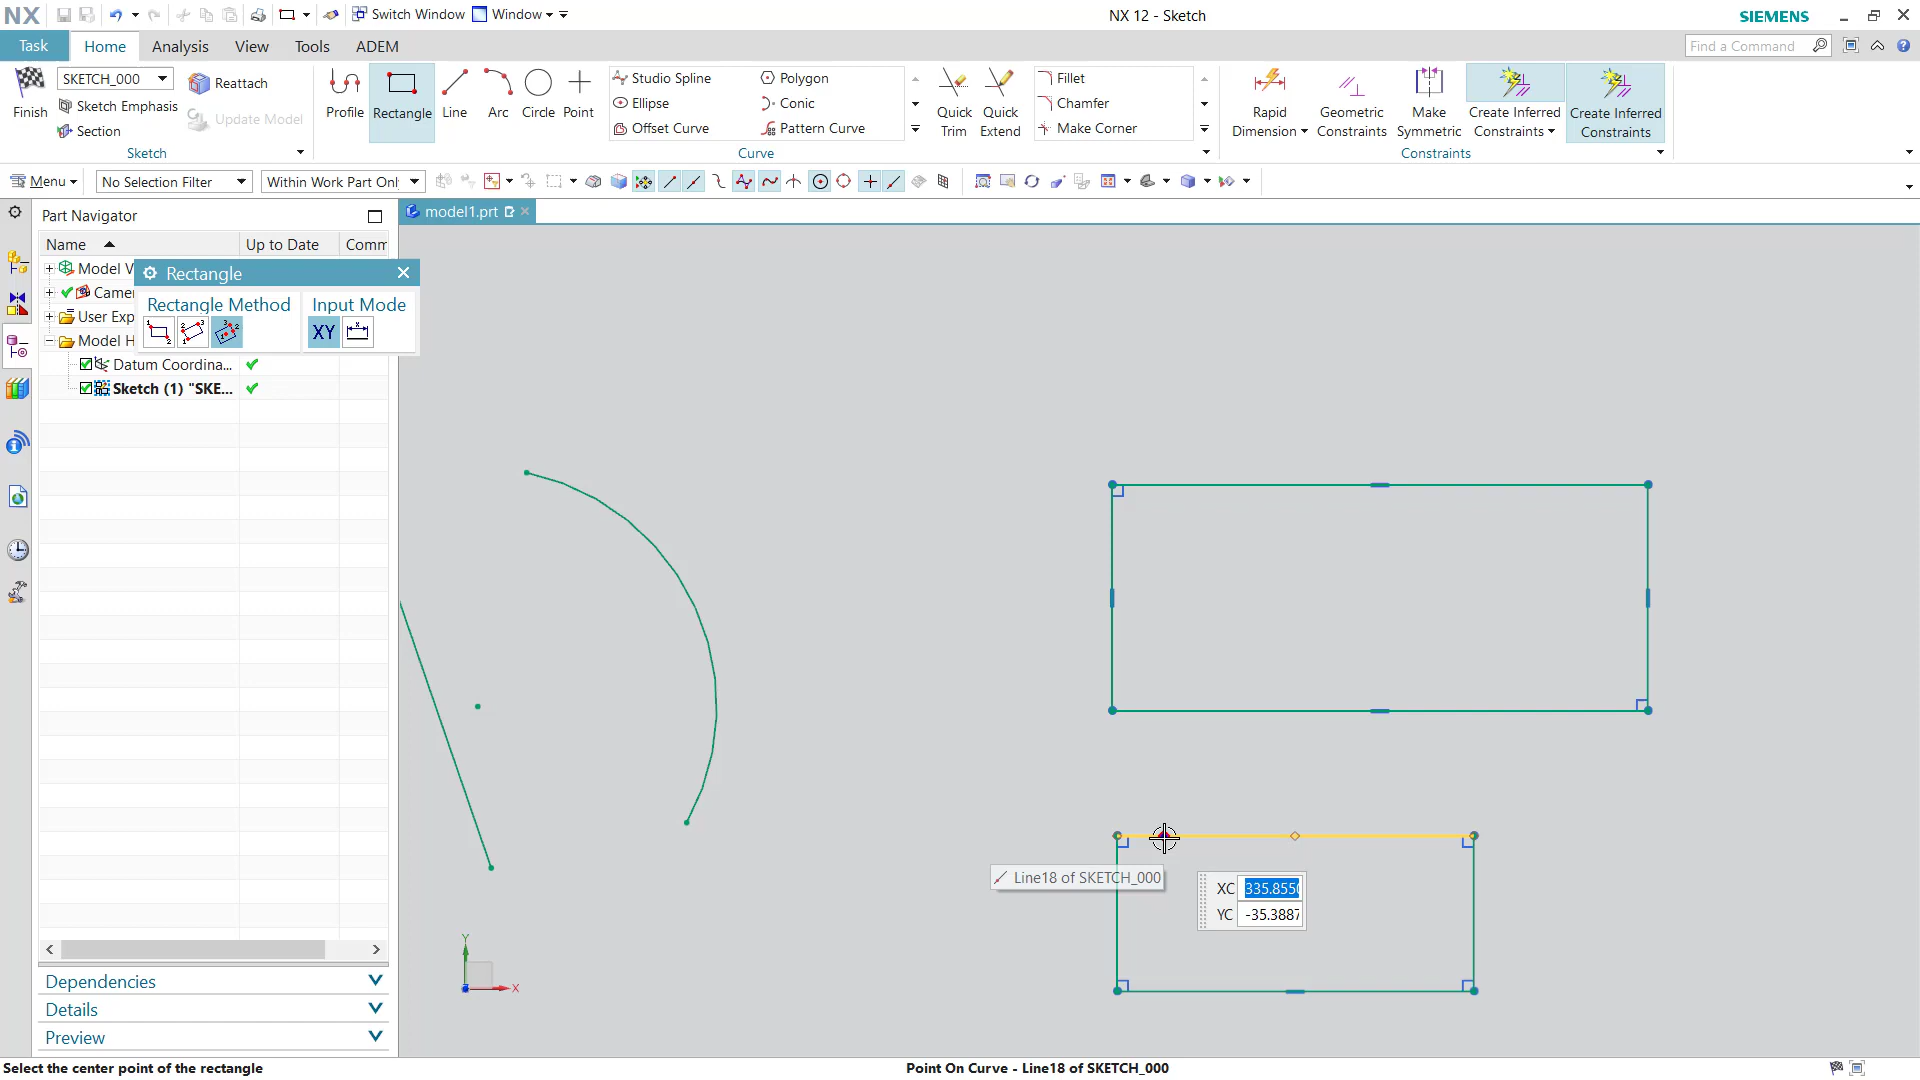 NX
Switch Window
Window
NX 12 - Sketch
SIEMENS
Task
Home
Analysis
View
Tools
ADEM
Find a Command
Finish
SKETCH_000
Sketch Emphasis
Section
Reattach
Update Model
Sketch
Profile
Rectangle
Line
Arc
Circle
Point
Studio Spline
Ellipse
Offset Curve
Polygon
Conic
Pattern Curve
Quick Trim
Quick Extend
Fillet
Chamfer
Make Corner
Curve
Rapid Dimension
Geometric Constraints
Make Symmetric
Create Inferred Constraints
Create Inferred Constraints
Constraints
Menu
No Selection Filter
Within Work Part Onl
Part Navigator
model1.prt
Name
Up to Date
Comm
Model V
Camer
User Exp
Model H
Datum Coordina...
Sketch (1) "SKE...
Rectangle
Rectangle Method
Input Mode
XY
Line18 of SKETCH_000
XC 335.8550
YC -35.3887
Y
X
Dependencies
Details
Preview
Select the center point of the rectangle
Point On Curve - Line18 of SKETCH_000